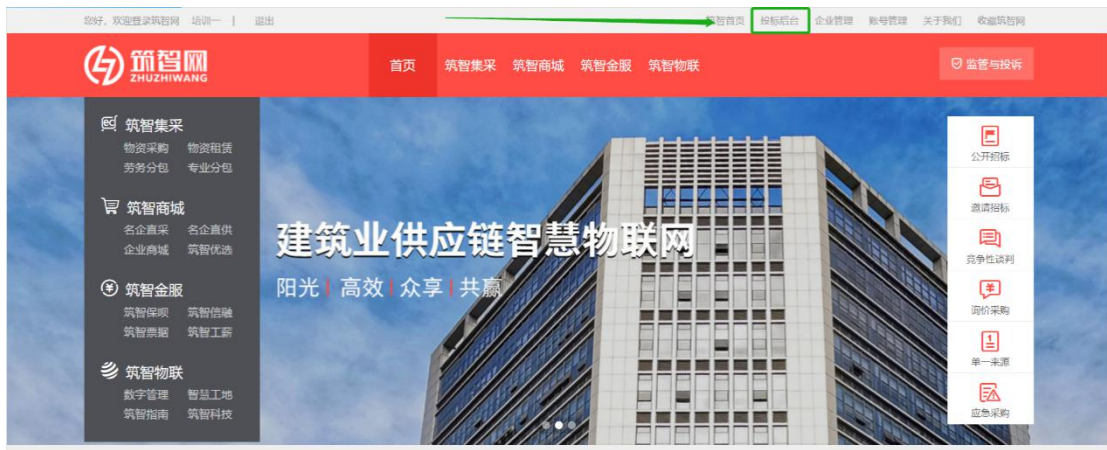 您好，欢迎登录筑智网 培训一 | 退出
筑智首页 投标后台 企业管理 账号管理 关于我们 收藏筑智网
筑智网
ZHUZHIWANG
首页 筑智集采 筑智商城 筑智金服 筑智物联
监管与投诉
筑智集采
物资采购 物资租赁
劳务分包 专业分包
筑智商城
名企直采 名企直供
企业商城 筑智优选
筑智金服
筑智保呗 筑智信融
筑智票据 筑智工薪
筑智物联
数字管理 智慧工地
筑智指南 筑智科技
建筑业供应链智慧物联网
阳光 | 高效 | 众享 | 共赢
公开招标
邀请招标
竞争性谈判
询价采购
单一来源
应急采购